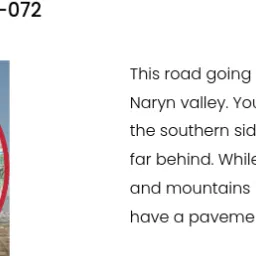 -072
This road going
Naryn valley. You
the southern sid
far behind. While
and mountains
have a paveme